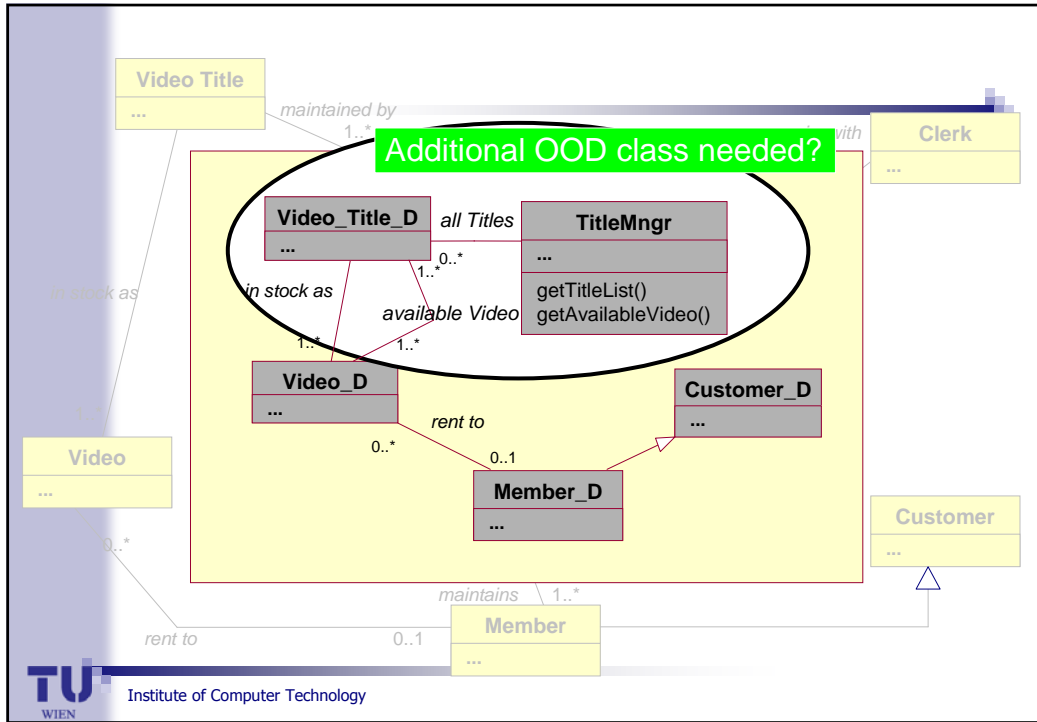 Video Title
...
maintained by
1..*
with
Clerk
...
Additional OOD class needed?
Video_Title_D
...
all Titles
0..*
TitleMngr
...
getTitleList()
getAvailableVideo()
1..*
in stock as
in stock as
available Video
1..*
1..*
Video_D
...
Customer_D
...
rent to
0..*
0..1
Video
...
Member_D
...
Customer
...
0..*
maintains
1..*
rent to
0..1
Member
...
TU
WIEN
Institute of Computer Technology